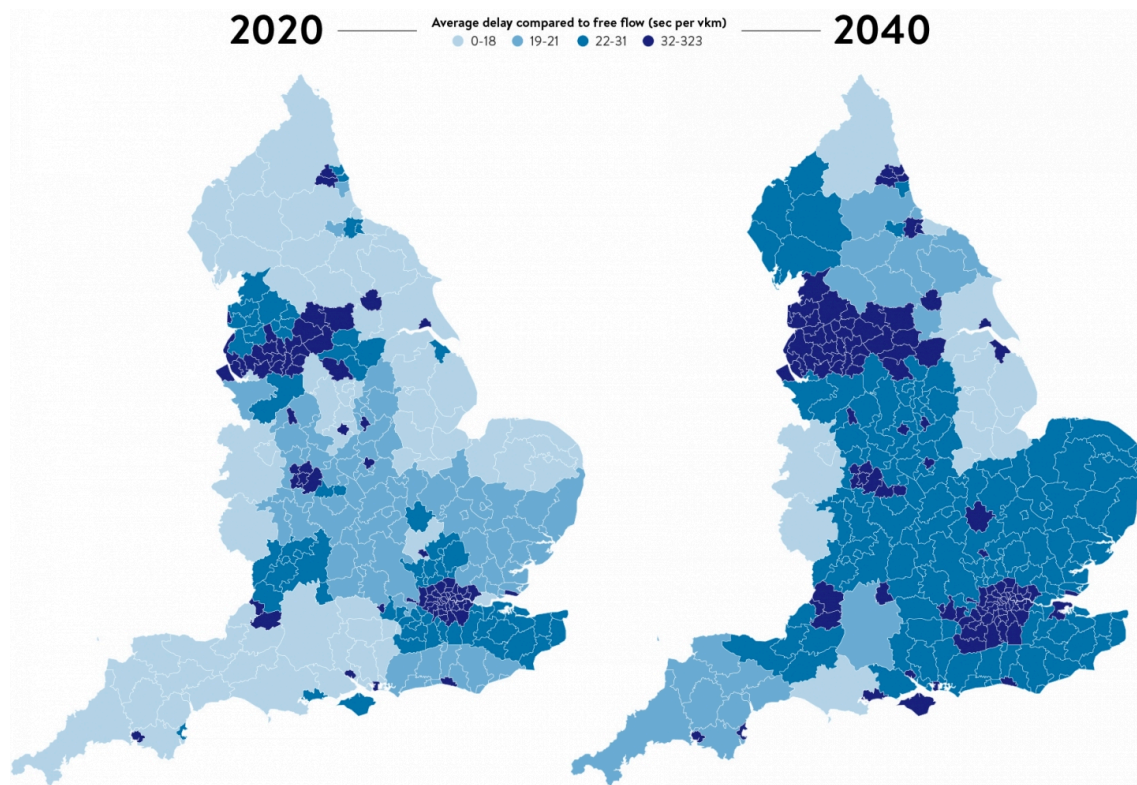 Average delay compared to free flow (sec per vkm)
2020
2040
0-18 19-21 22-31 32-323